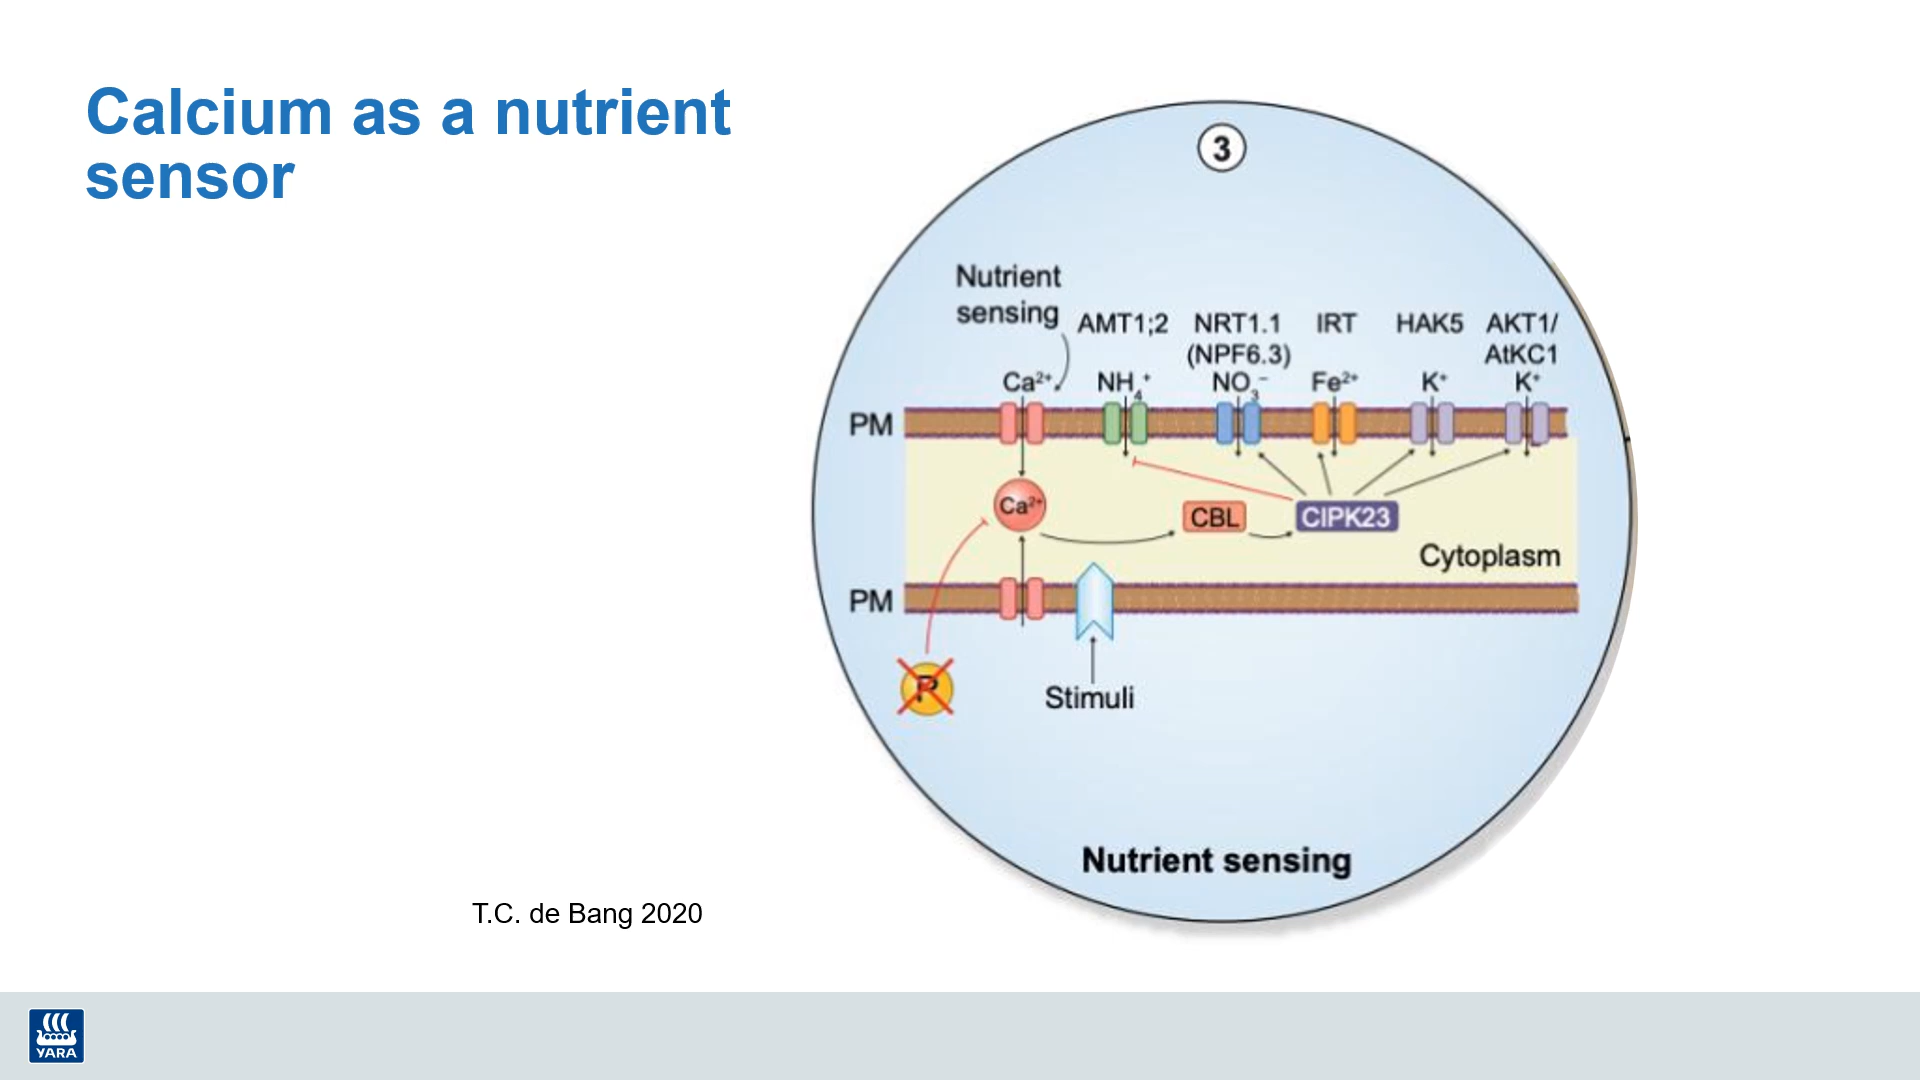 Calcium as a nutrient
sensor
3
Nutrient
sensing
AMT1;2 NRT1.1 IRT HAK5 AKT1/
(NPF6.3) AtKC1
Ca²⁺ NH₄⁺ NO₃⁻ Fe²⁺ K⁺ K⁺
PM
Ca²⁺
CBL CIPK23
Cytoplasm
PM
P
Stimuli
Nutrient sensing
T.C. de Bang 2020
YARA